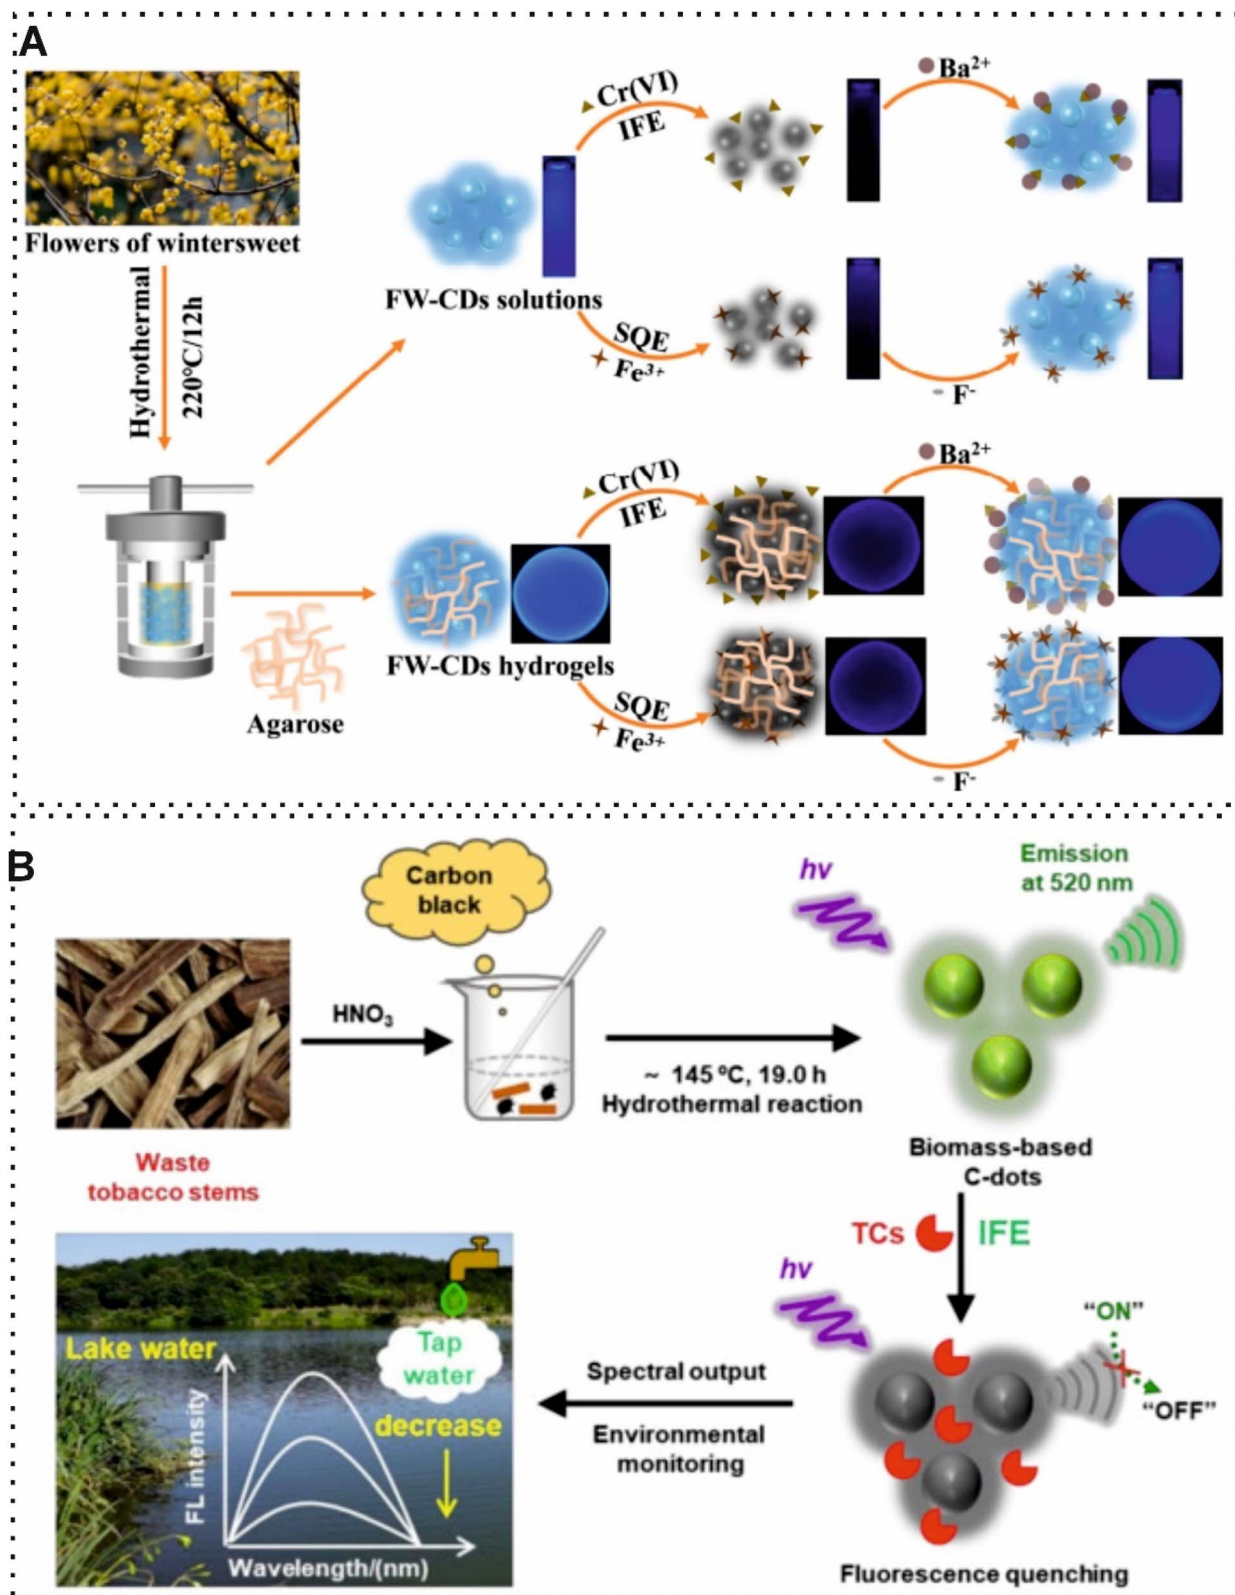 A
Flowers of wintersweet
Hydrothermal
220℃/12h
Agarose
FW-CDs solutions
Cr(VI)
IFE
Ba²⁺
SQE
Fe³⁺
F⁻
FW-CDs hydrogels
Cr(VI)
IFE
Ba²⁺
SQE
Fe³⁺
F⁻
B
Waste
tobacco stems
HNO₃
Carbon
black
~ 145 ºC, 19.0 h
Hydrothermal reaction
hv
Emission
at 520 nm
Biomass-based
C-dots
TCs
IFE
hv
“ON”
“OFF”
Fluorescence quenching
Spectral output
Environmental
monitoring
Lake water
Tap
water
decrease
FL intensity
Wavelength/(nm)